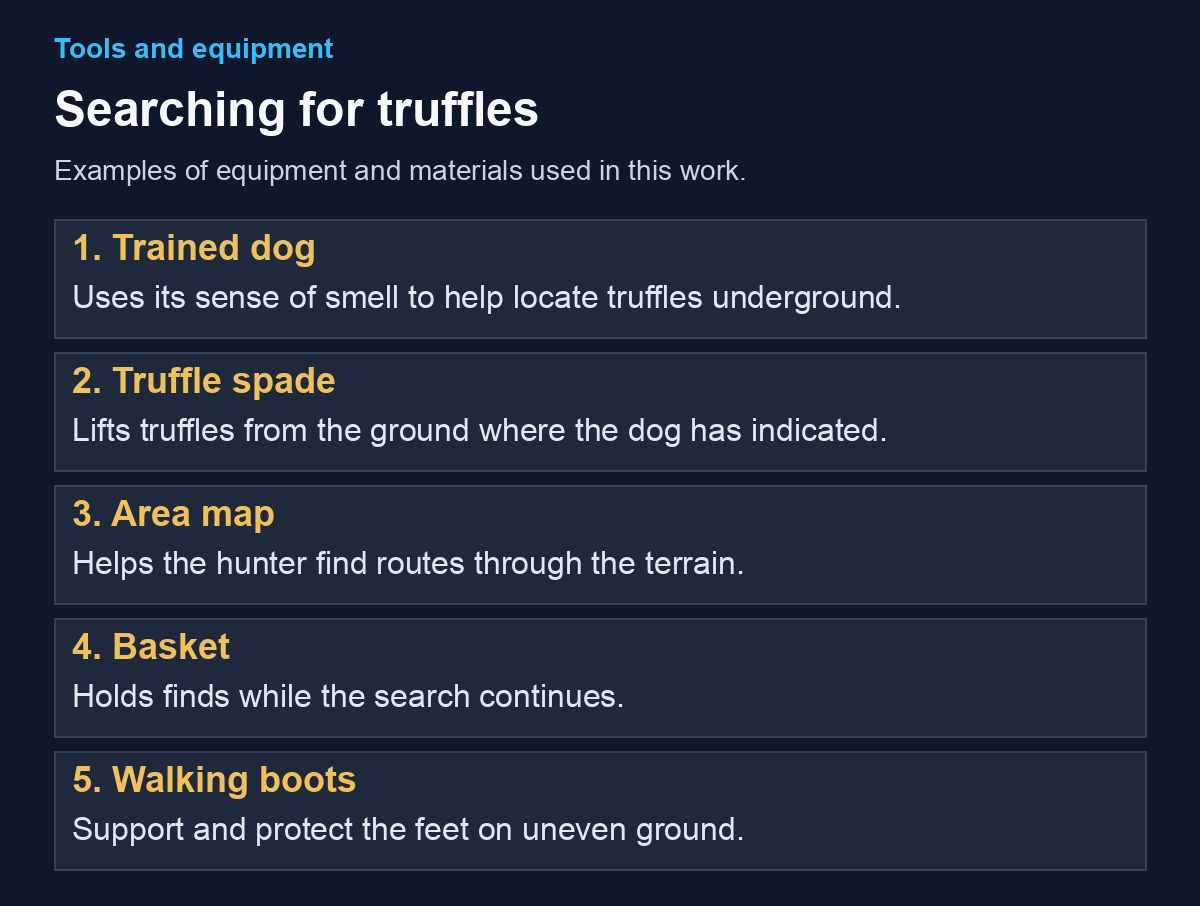 Tools and equipment
Searching for truffles
Examples of equipment and materials used in this work.
1. Trained dog
Uses its sense of smell to help locate truffles underground.
2. Truffle spade
Lifts truffles from the ground where the dog has indicated.
3. Area map
Helps the hunter find routes through the terrain.
4. Basket
Holds finds while the search continues.
5. Walking boots
Support and protect the feet on uneven ground.